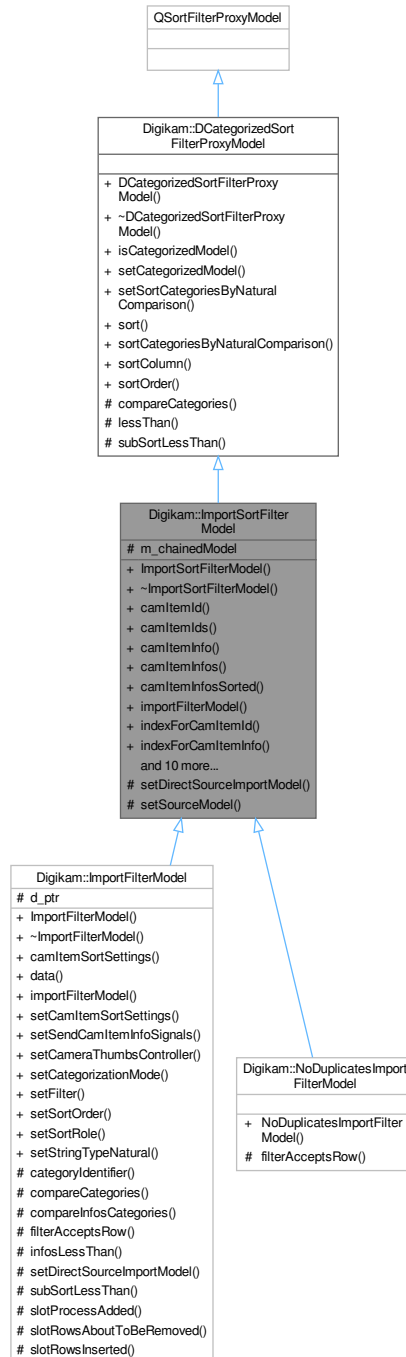 QSortFilterProxyModel
Digikam::DCategorizedSort
FilterProxyModel
+ DCategorizedSortFilterProxy
Model()
+ ~DCategorizedSortFilterProxy
Model()
+ isCategorizedModel()
+ setCategorizedModel()
+ setSortCategoriesByNatural
Comparison()
+ sort()
+ sortCategoriesByNaturalComparison()
+ sortColumn()
+ sortOrder()
# compareCategories()
# lessThan()
# subSortLessThan()
Digikam::ImportSortFilter
Model
# m_chainedModel
+ ImportSortFilterModel()
+ ~ImportSortFilterModel()
+ camItemId()
+ camItemIds()
+ camItemInfo()
+ camItemInfos()
+ camItemInfosSorted()
+ importFilterModel()
+ indexForCamItemId()
+ indexForCamItemInfo()
and 10 more...
# setDirectSourceImportModel()
# setSourceModel()
Digikam::ImportFilterModel
# d_ptr
+ ImportFilterModel()
+ ~ImportFilterModel()
+ camItemSortSettings()
+ data()
+ importFilterModel()
+ setCamItemSortSettings()
+ setSendCamItemInfoSignals()
+ setCameraThumbsController()
+ setCategorizationMode()
+ setFilter()
+ setSortOrder()
+ setSortRole()
+ setStringTypeNatural()
# categoryIdentifier()
# compareCategories()
# compareInfosCategories()
# filterAcceptsRow()
# infosLessThan()
# setDirectSourceImportModel()
# subSortLessThan()
# slotProcessAdded()
# slotRowsAboutToBeRemoved()
# slotRowsInserted()
Digikam::NoDuplicatesImport
FilterModel
+ NoDuplicatesImportFilter
Model()
# filterAcceptsRow()